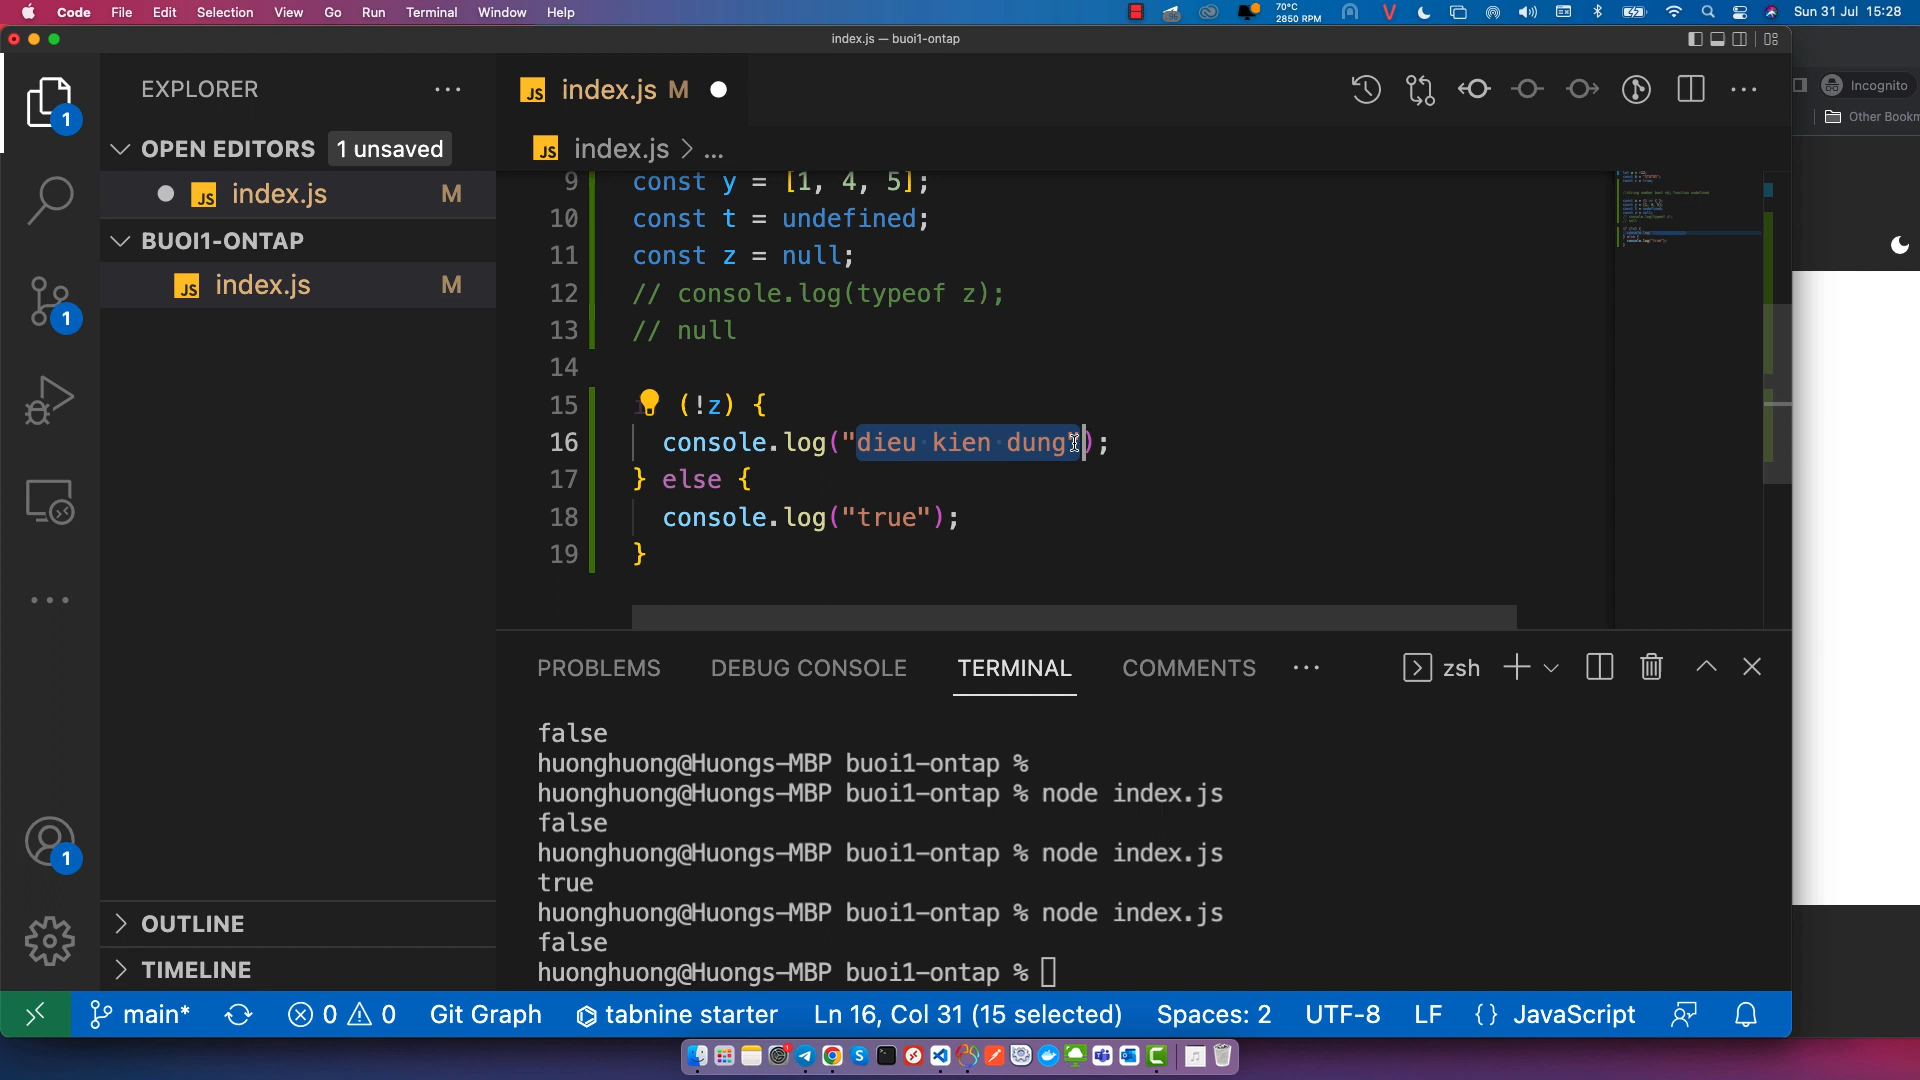 Code File Edit Selection View Go Run Terminal Window Help
70°C
2850 RPM
Sun 31 Jul 15:28
index.js — buoi1-ontap
EXPLORER
OPEN EDITORS 1 unsaved
JS index.js M
BUOI1-ONTAP
JS index.js M
OUTLINE
TIMELINE
JS index.js M
JS index.js > ...
9 const y = [1, 4, 5];
10 const t = undefined;
11 const z = null;
12 // console.log(typeof z);
13 // null
14
15 (!z) {
16 console.log("dieu kien dung");
17 } else {
18 console.log("true");
19 }
Incognito
Other Bookm
PROBLEMS DEBUG CONSOLE TERMINAL COMMENTS ... zsh
false
huonghuong@Huongs-MBP buoi1-ontap %
huonghuong@Huongs-MBP buoi1-ontap % node index.js
false
huonghuong@Huongs-MBP buoi1-ontap % node index.js
true
huonghuong@Huongs-MBP buoi1-ontap % node index.js
false
huonghuong@Huongs-MBP buoi1-ontap %
main* 0 0 Git Graph tabnine starter Ln 16, Col 31 (15 selected) Spaces: 2 UTF-8 LF {} JavaScript